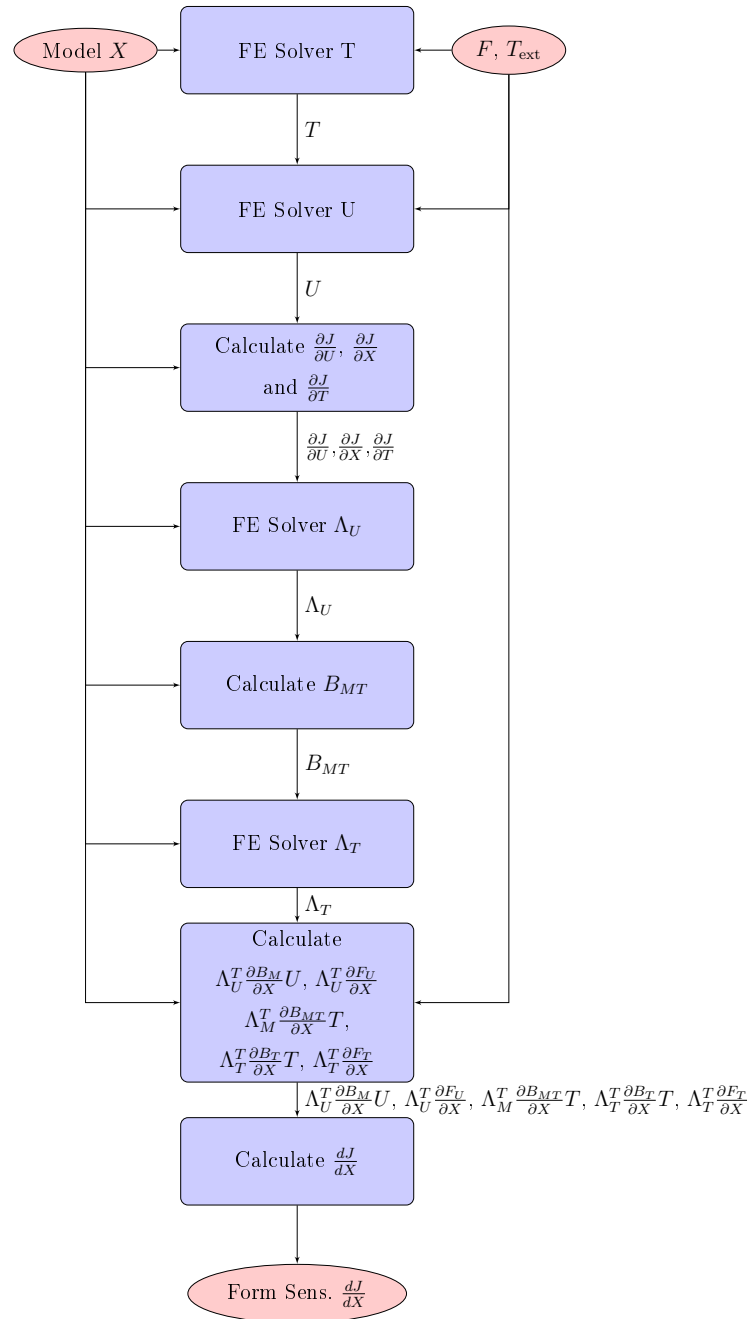 Model X
FE Solver T
F, T_ext
T
FE Solver U
U
Calculate ∂J/∂U, ∂J/∂X
and ∂J/∂T
∂J/∂U, ∂J/∂X, ∂J/∂T
FE Solver Λ_U
Λ_U
Calculate B_MT
B_MT
FE Solver Λ_T
Λ_T
Calculate
Λ_U^T ∂B_M/∂X U, Λ_U^T ∂F_U/∂X
Λ_M^T ∂B_MT/∂X T,
Λ_T^T ∂B_T/∂X T, Λ_T^T ∂F_T/∂X
Λ_U^T ∂B_M/∂X U, Λ_U^T ∂F_U/∂X, Λ_M^T ∂B_MT/∂X T, Λ_T^T ∂B_T/∂X T, Λ_T^T ∂F_T/∂X
Calculate dJ/dX
Form Sens. dJ/dX